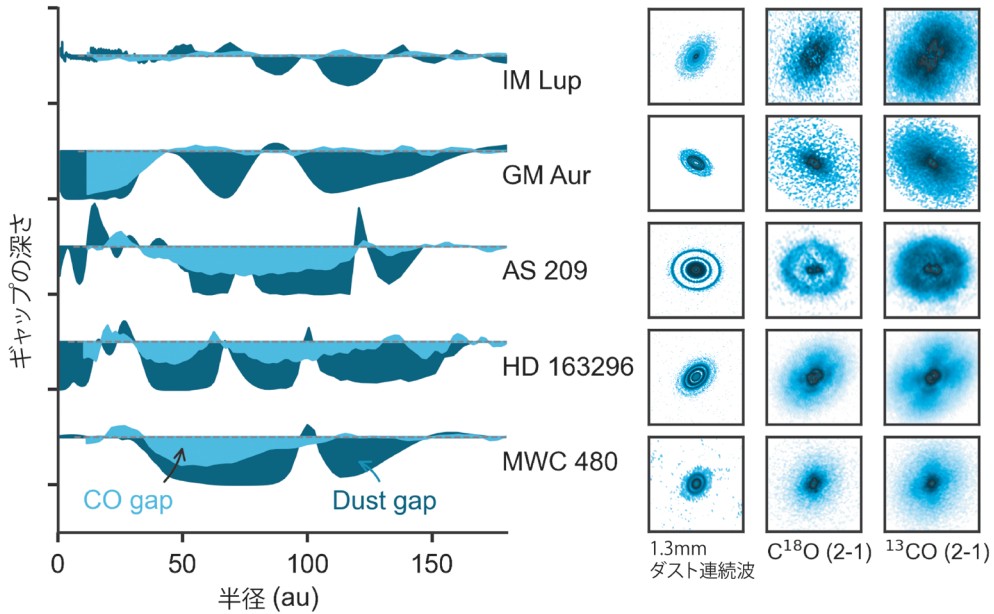 ギャップの深さ
IM Lup
GM Aur
AS 209
HD 163296
MWC 480
CO gap
Dust gap
0
50
100
150
半径 (au)
1.3mm
ダスト連続波
C¹⁸O (2-1)
¹³CO (2-1)